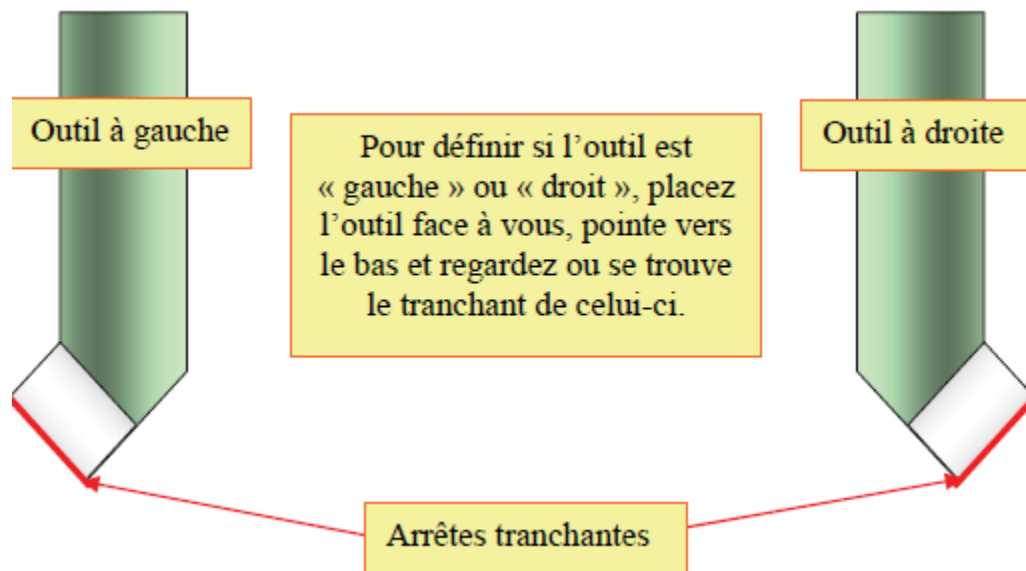 Outil à gauche
Pour définir si l'outil est
« gauche » ou « droit », placez
l'outil face à vous, pointe vers
le bas et regardez ou se trouve
le tranchant de celui-ci.
Outil à droite
Arrêtes tranchantes